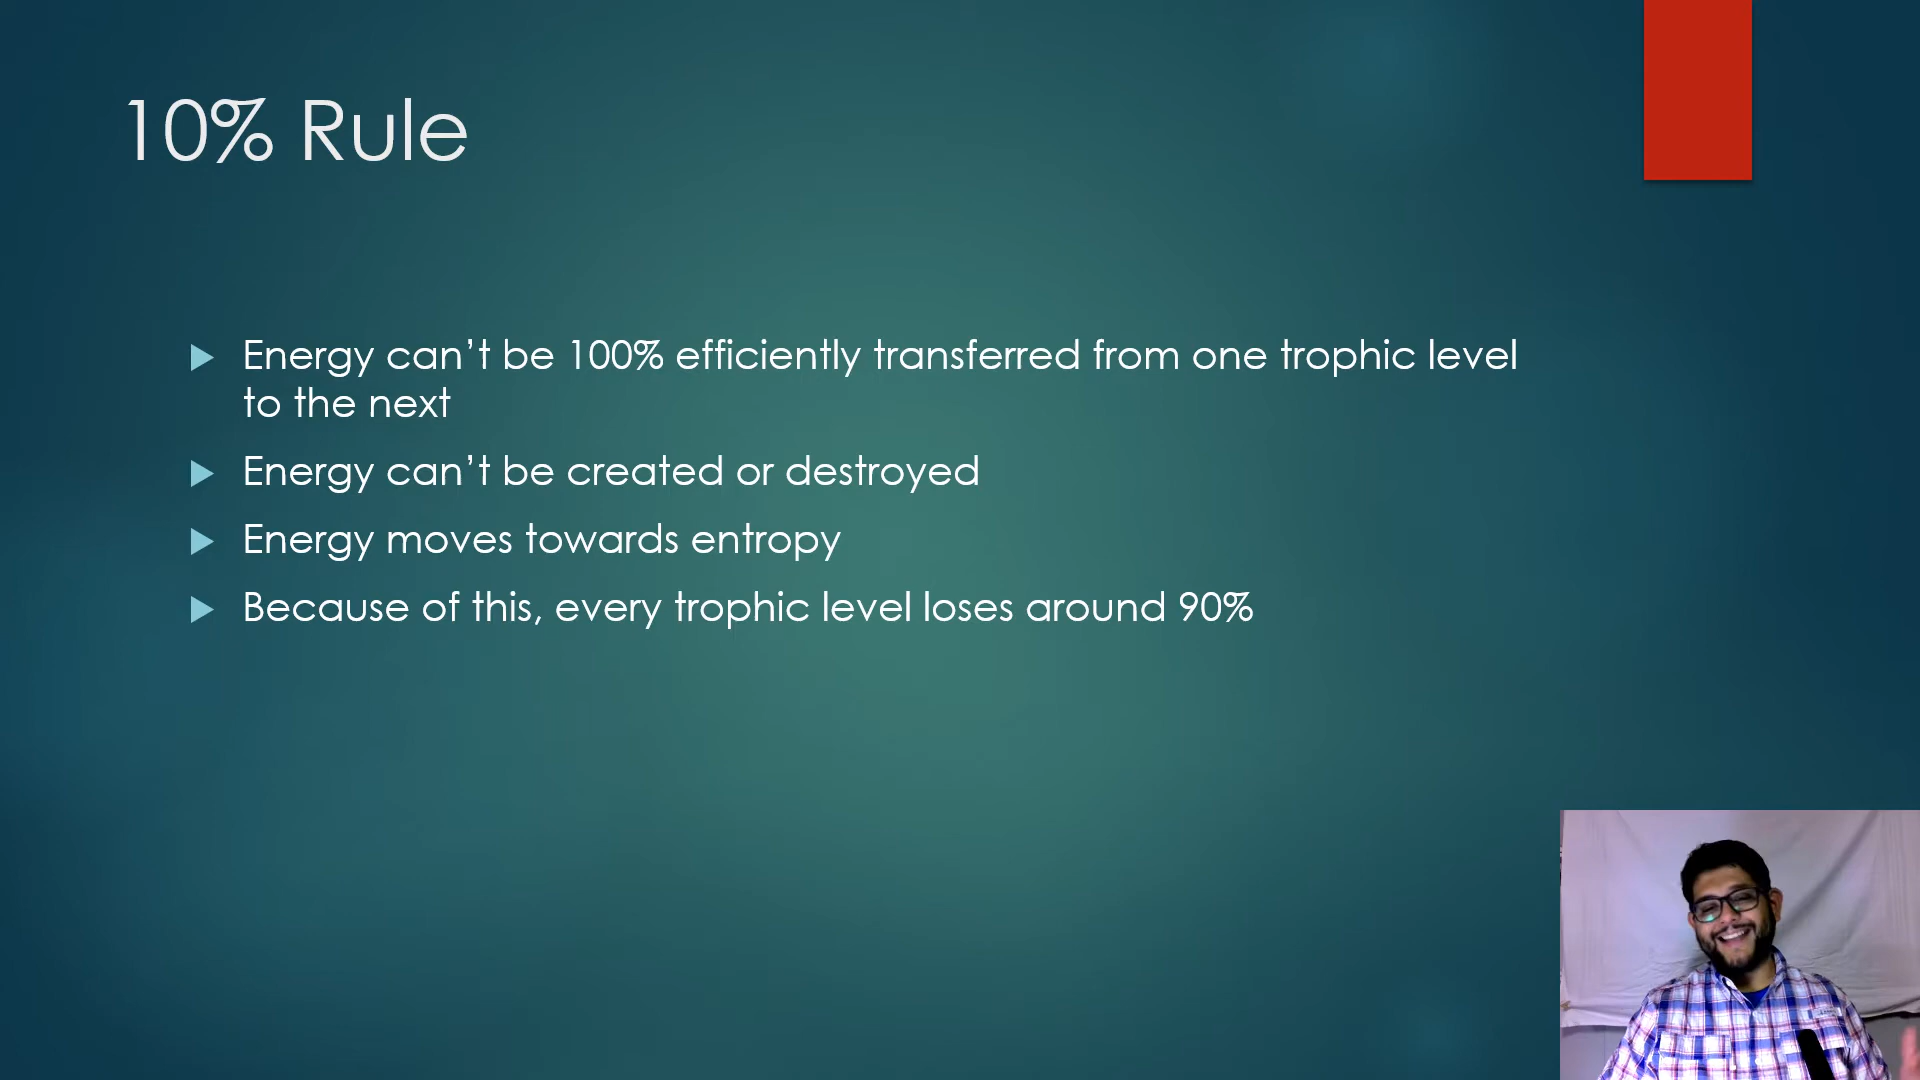 10% Rule
Energy can’t be 100% efficiently transferred from one trophic level
to the next
Energy can’t be created or destroyed
Energy moves towards entropy
Because of this, every trophic level loses around 90%